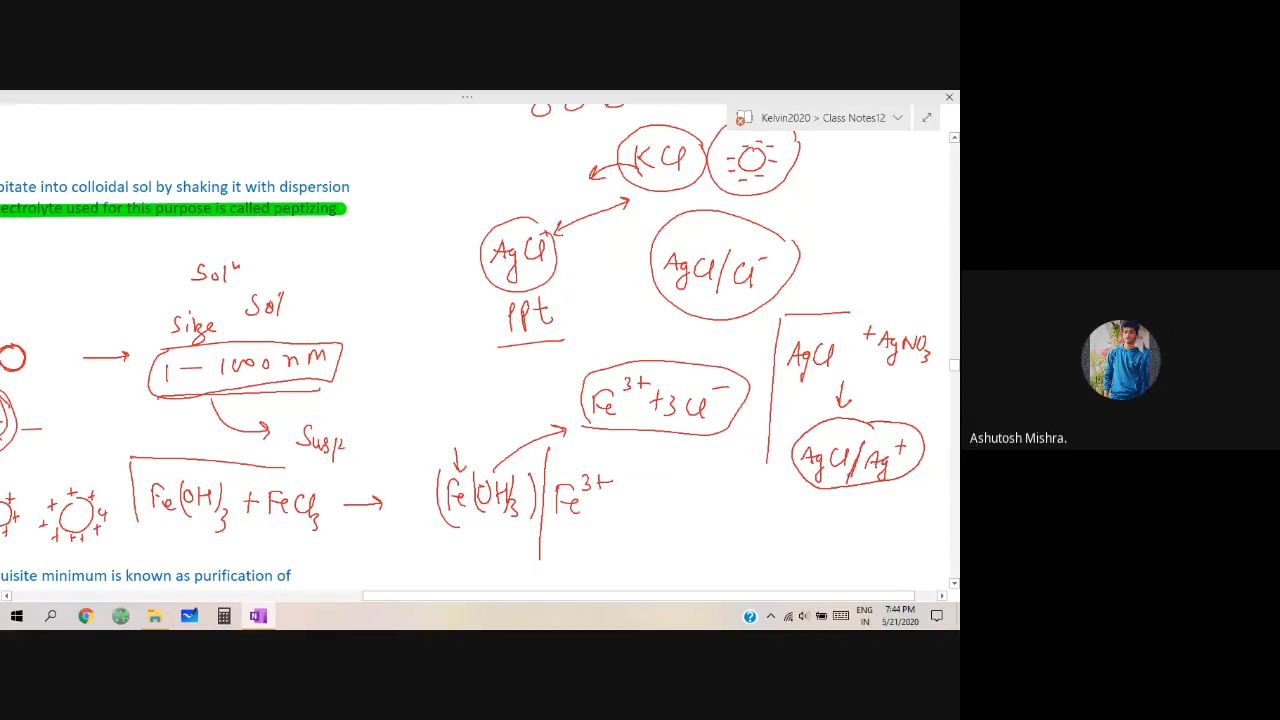 Kelvin2020 > Class Notes12
KCl
bitate into colloidal sol by shaking it with dispersion
ectrolyte used for this purpose is called peptizing
AgCl
AgCl/Cl⁻
Solⁿ
Sol
ppt
Size
1 – 1000 nm
AgCl + AgNO₃
Fe³⁺ + 3Cl⁻
Susp
AgCl/Ag⁺
Fe(OH)₃ + FeCl₃ → (Fe(OH)₃) | Fe³⁺
Ashutosh Mishra.
uisite minimum is known as purification of
ENG
IN
7:44 PM
5/21/2020